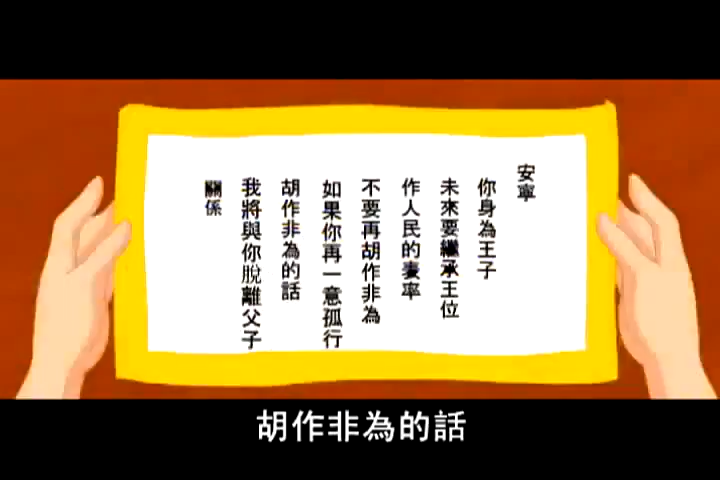 安寧
你身為王子
未來要繼承王位
作人民的表率
不要再胡作非為
如果你再一意孤行
胡作非為的話
我將與你脫離父子
關係
胡作非為的話